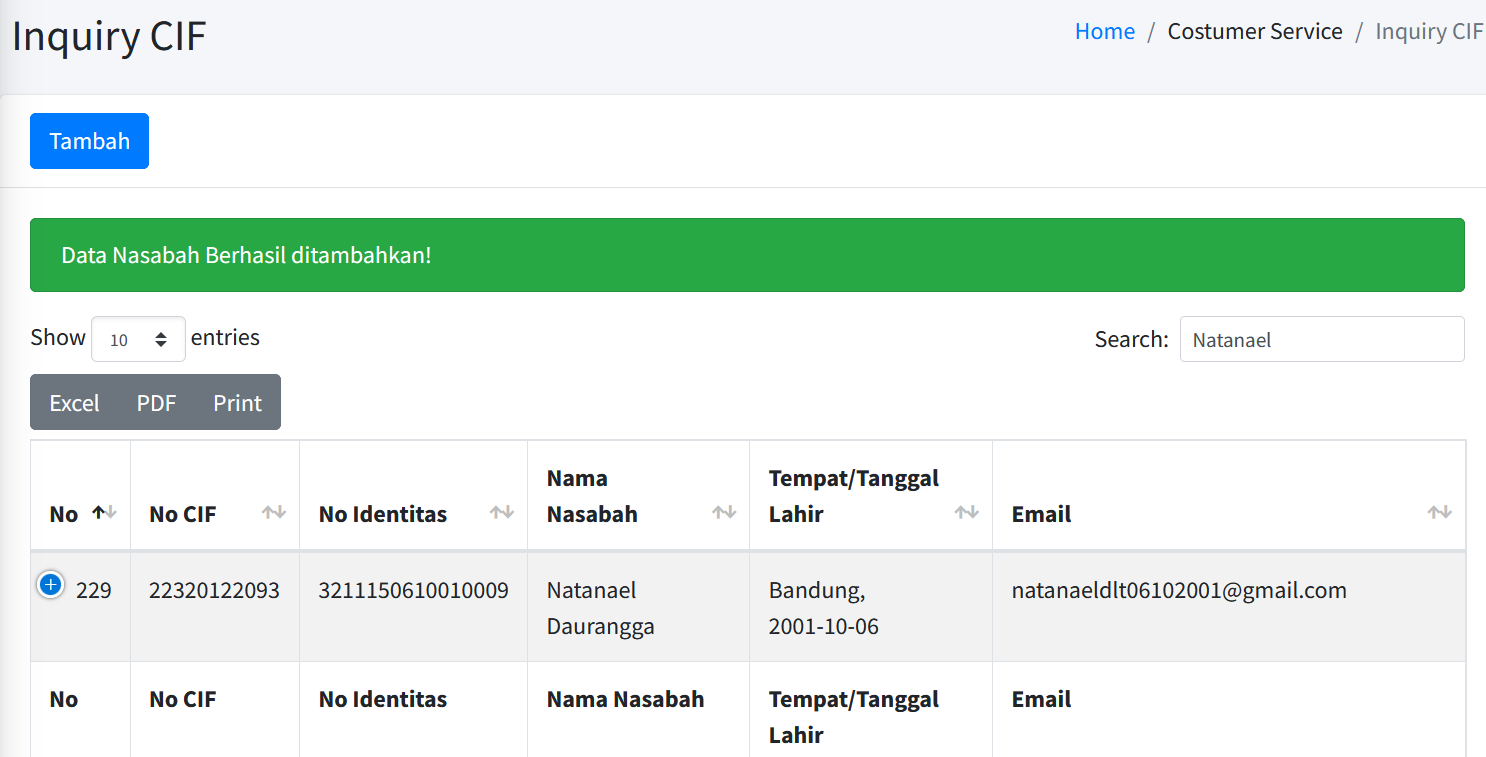 Inquiry CIF
Home / Costumer Service / Inquiry CIF
Tambah
Data Nasabah Berhasil ditambahkan!
Show 10 entries
Search: Natanael
Excel PDF Print
No No CIF No Identitas Nama Nasabah Tempat/Tanggal Lahir Email
229 22320122093 3211150610010009 Natanael Daurangga Bandung, 2001-10-06 natanaeldlt06102001@gmail.com
No No CIF No Identitas Nama Nasabah Tempat/Tanggal Lahir Email